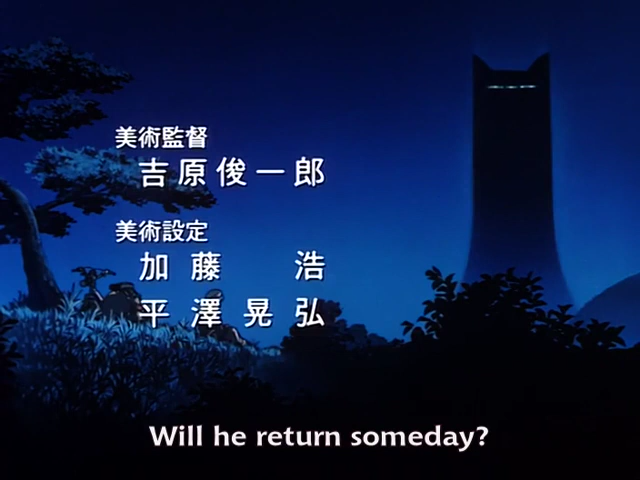 美術監督
吉原俊一郎
美術設定
加藤 浩
平澤晃弘
Will he return someday?